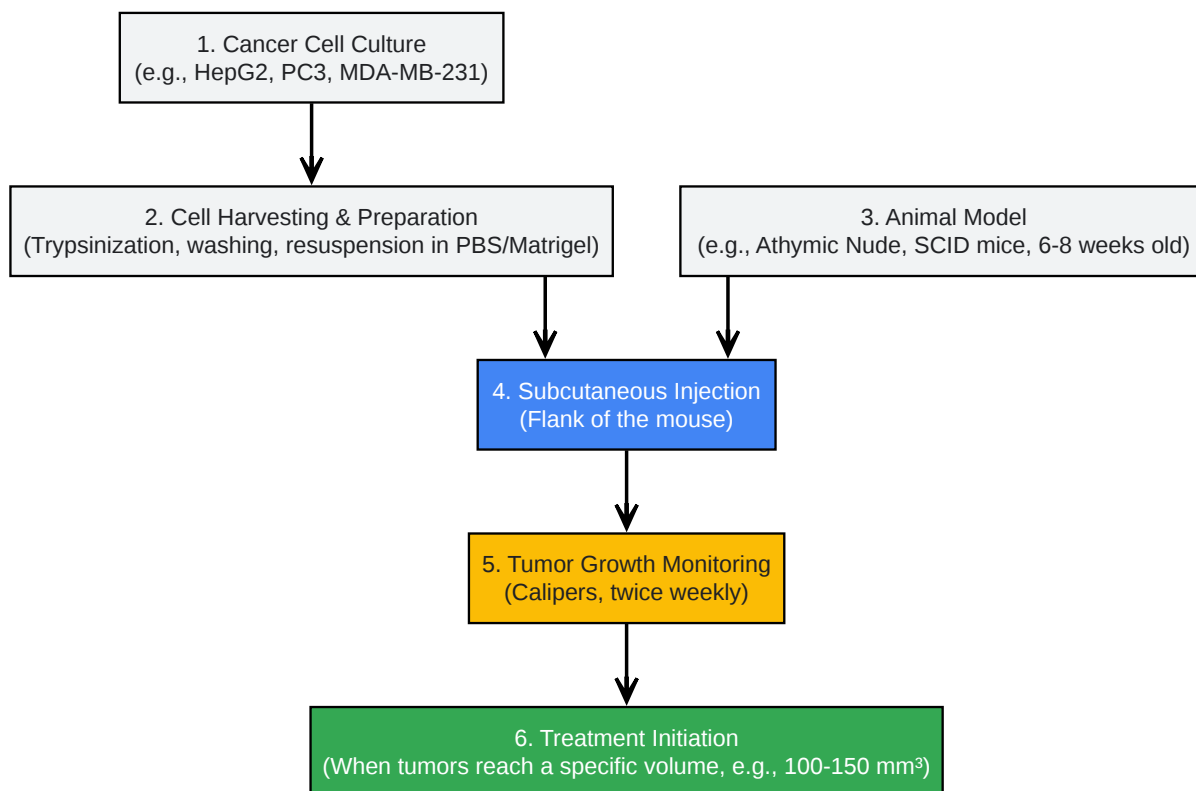 1. Cancer Cell Culture
(e.g., HepG2, PC3, MDA-MB-231)
2. Cell Harvesting & Preparation
(Trypsinization, washing, resuspension in PBS/Matrigel)
3. Animal Model
(e.g., Athymic Nude, SCID mice, 6-8 weeks old)
4. Subcutaneous Injection
(Flank of the mouse)
5. Tumor Growth Monitoring
(Calipers, twice weekly)
6. Treatment Initiation
(When tumors reach a specific volume, e.g., 100-150 mm³)